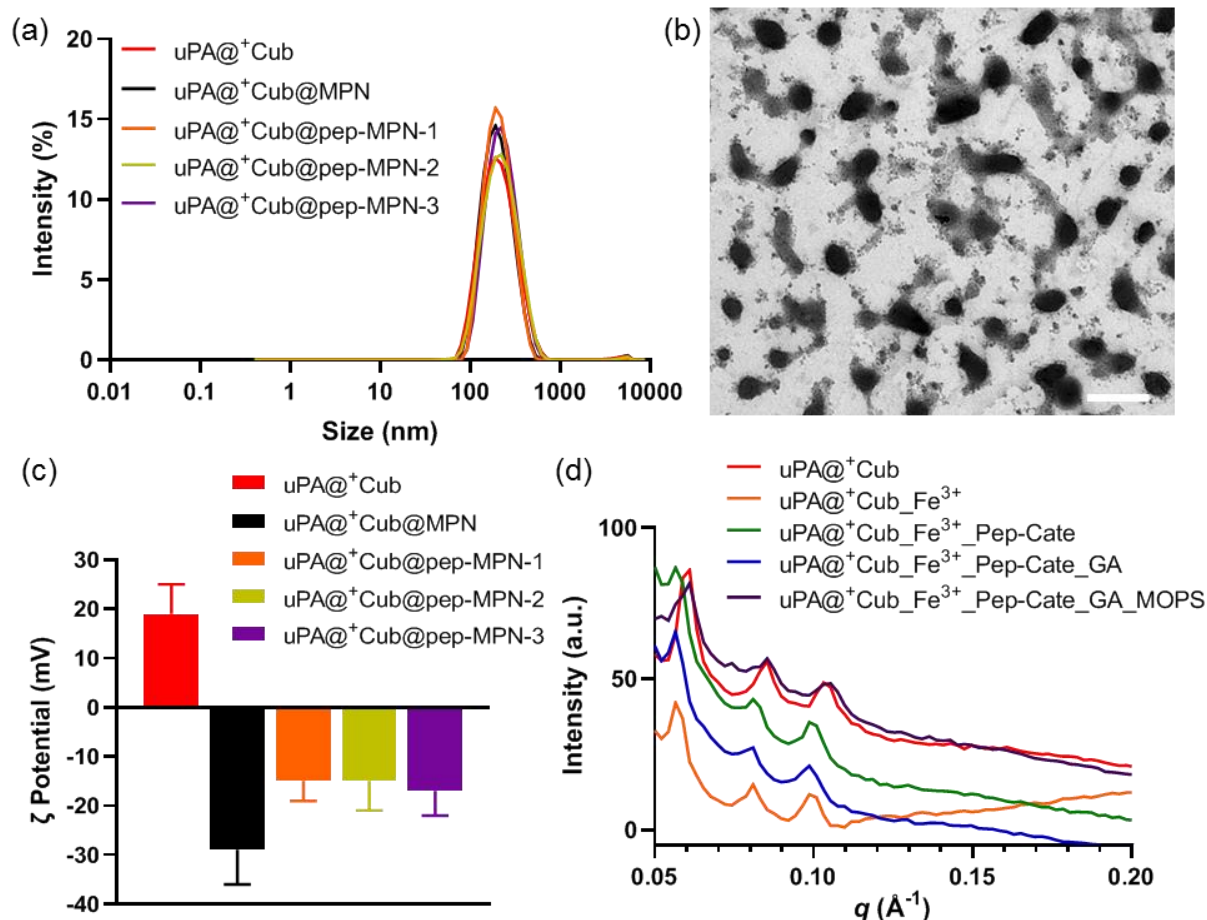 (a)
20
15
10
5
0
Intensity (%)
uPA@⁺Cub
uPA@⁺Cub@MPN
uPA@⁺Cub@pep-MPN-1
uPA@⁺Cub@pep-MPN-2
uPA@⁺Cub@pep-MPN-3
0.01 0.1 1 10 100 1000 10000
Size (nm)
(b)
(c)
uPA@⁺Cub
uPA@⁺Cub@MPN
uPA@⁺Cub@pep-MPN-1
uPA@⁺Cub@pep-MPN-2
uPA@⁺Cub@pep-MPN-3
30
20
10
0
-10
-20
-30
-40
ζ Potential (mV)
(d)
uPA@⁺Cub
uPA@⁺Cub_Fe³⁺
uPA@⁺Cub_Fe³⁺_Pep-Cate
uPA@⁺Cub_Fe³⁺_Pep-Cate_GA
uPA@⁺Cub_Fe³⁺_Pep-Cate_GA_MOPS
100
50
0
Intensity (a.u.)
0.05 0.10 0.15 0.20
q (Å⁻¹)